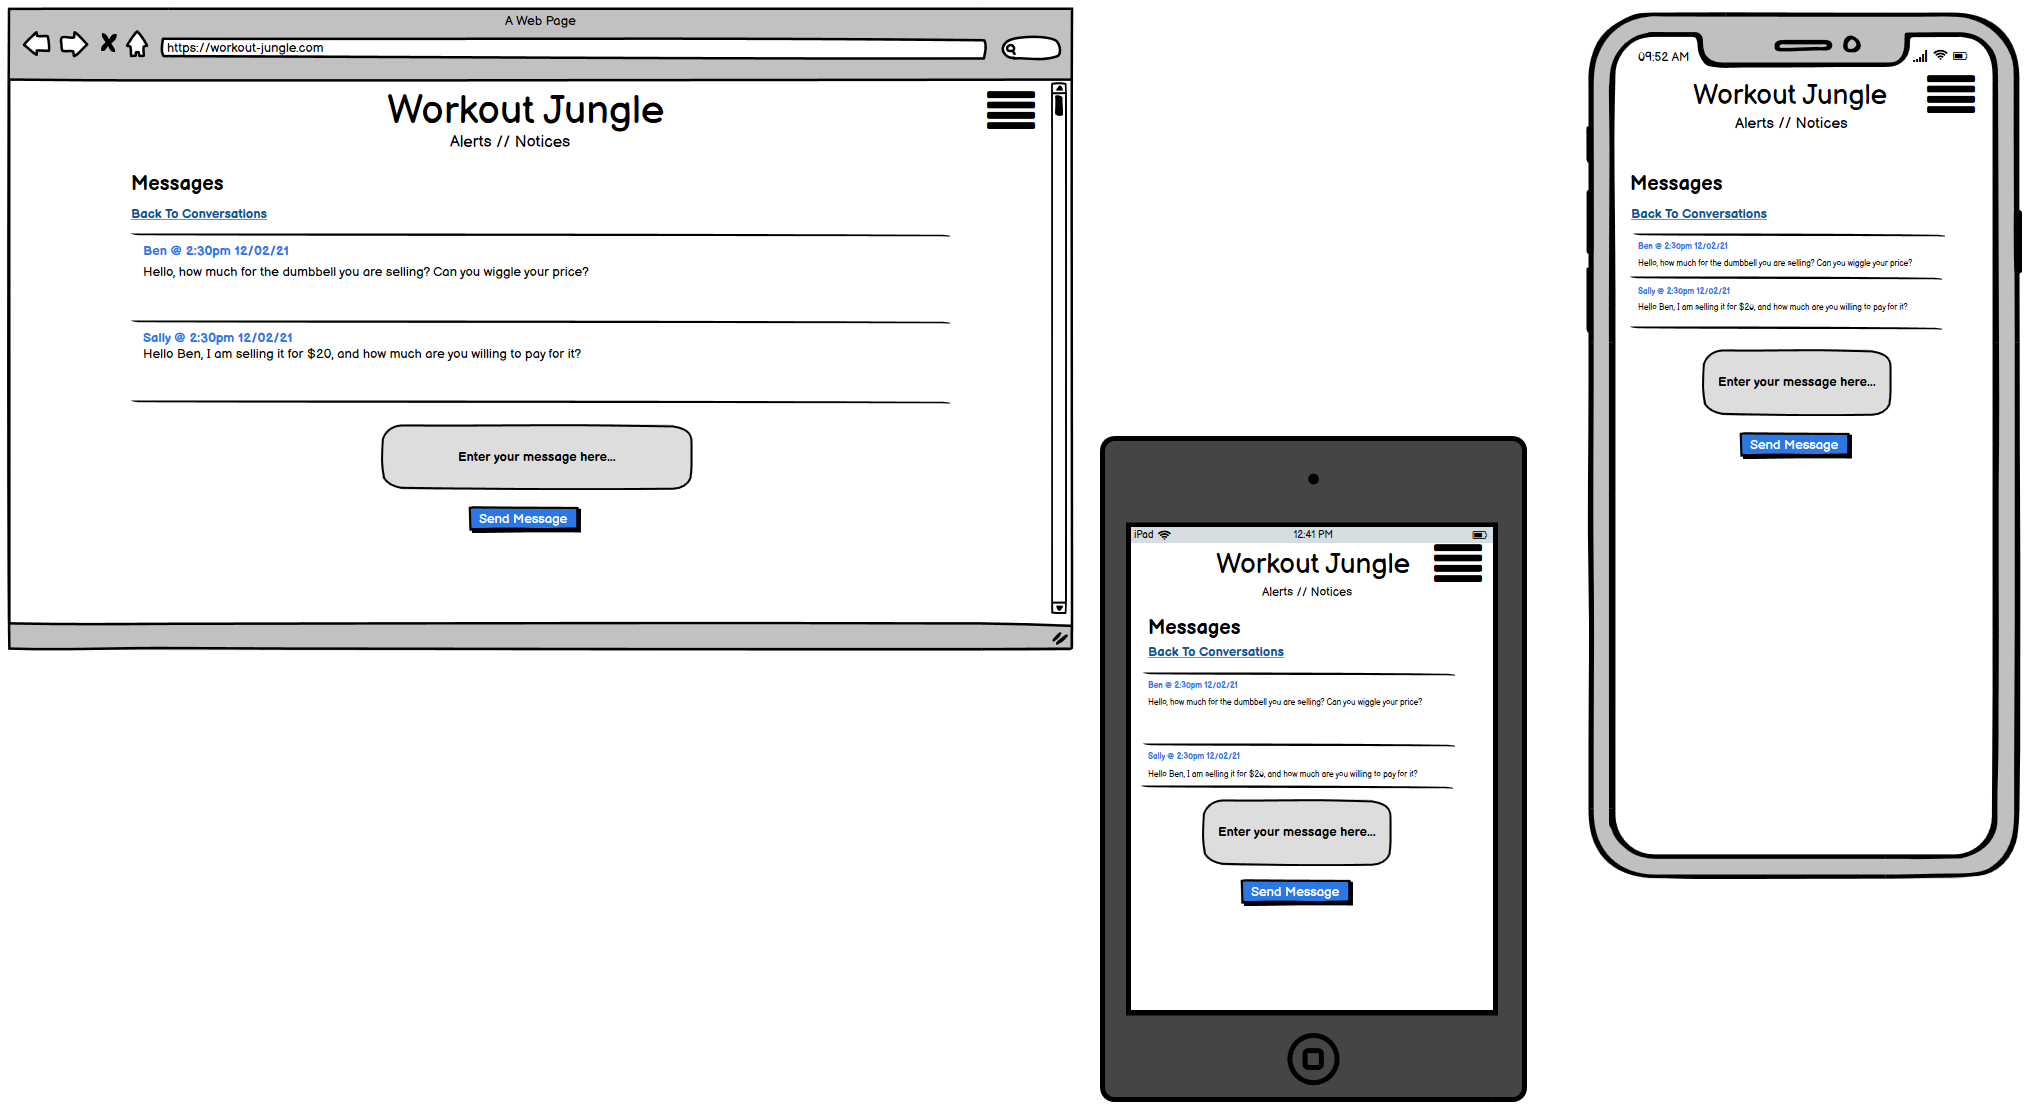 A Web Page
https://workout-jungle.com
Workout Jungle
Alerts // Notices
Messages
Back To Conversations
Ben @ 2:30pm 12/02/21
Hello, how much for the dumbbell you are selling? Can you wiggle your price?
Sally @ 2:30pm 12/02/21
Hello Ben, I am selling it for $20, and how much are you willing to pay for it?
Enter your message here...
Send Message
iPad
12:41 PM
Workout Jungle
Alerts // Notices
Messages
Back To Conversations
Ben @ 2:30pm 12/02/21
Hello, how much for the dumbbell you are selling? Can you wiggle your price?
Sally @ 2:30pm 12/02/21
Hello Ben, I am selling it for $20, and how much are you willing to pay for it?
Enter your message here...
Send Message
09:52 AM
Workout Jungle
Alerts // Notices
Messages
Back To Conversations
Ben @ 2:30pm 12/02/21
Hello, how much for the dumbbell you are selling? Can you wiggle your price?
Sally @ 2:30pm 12/02/21
Hello Ben, I am selling it for $20, and how much are you willing to pay for it?
Enter your message here...
Send Message